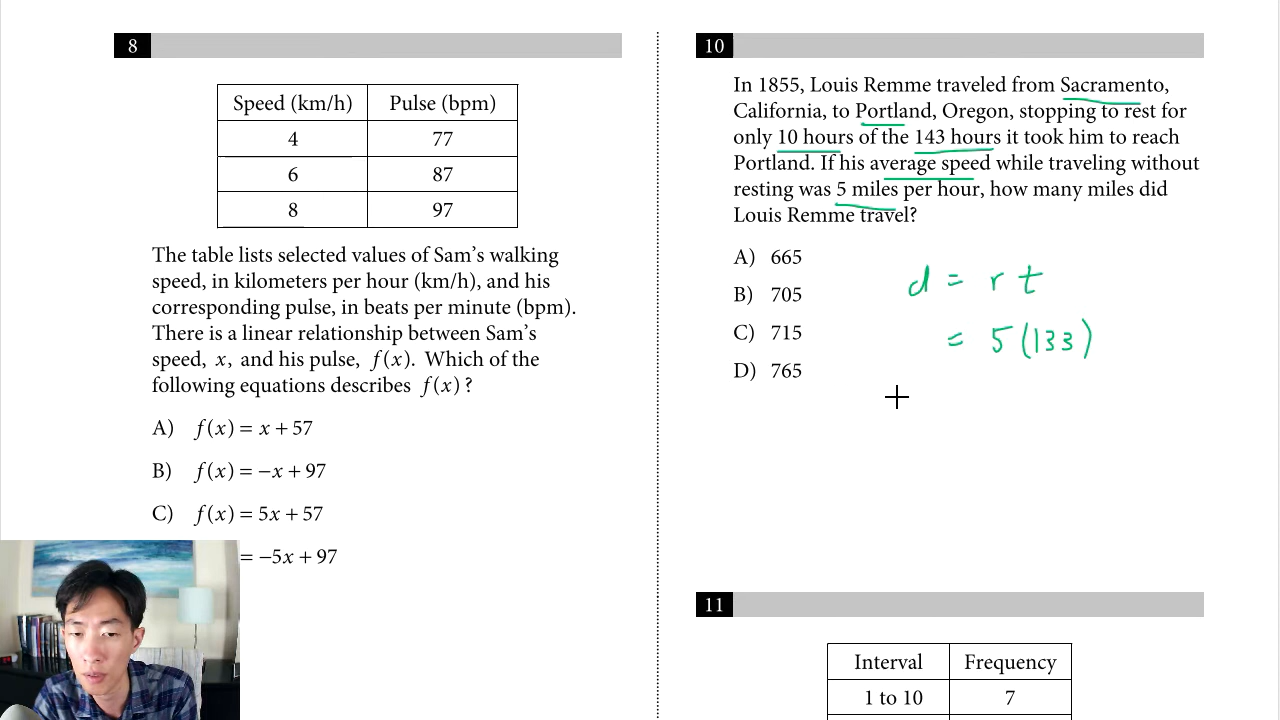 8
Speed (km/h) Pulse (bpm)
4 77
6 87
8 97
The table lists selected values of Sam's walking
speed, in kilometers per hour (km/h), and his
corresponding pulse, in beats per minute (bpm).
There is a linear relationship between Sam's
speed, x, and his pulse, f(x). Which of the
following equations describes f(x)?
A) f(x) = x + 57
B) f(x) = −x + 97
C) f(x) = 5x + 57
= −5x + 97
10
In 1855, Louis Remme traveled from Sacramento,
California, to Portland, Oregon, stopping to rest for
only 10 hours of the 143 hours it took him to reach
Portland. If his average speed while traveling without
resting was 5 miles per hour, how many miles did
Louis Remme travel?
A) 665
B) 705
C) 715
D) 765
d = r t
= 5(133)
11
Interval Frequency
1 to 10 7